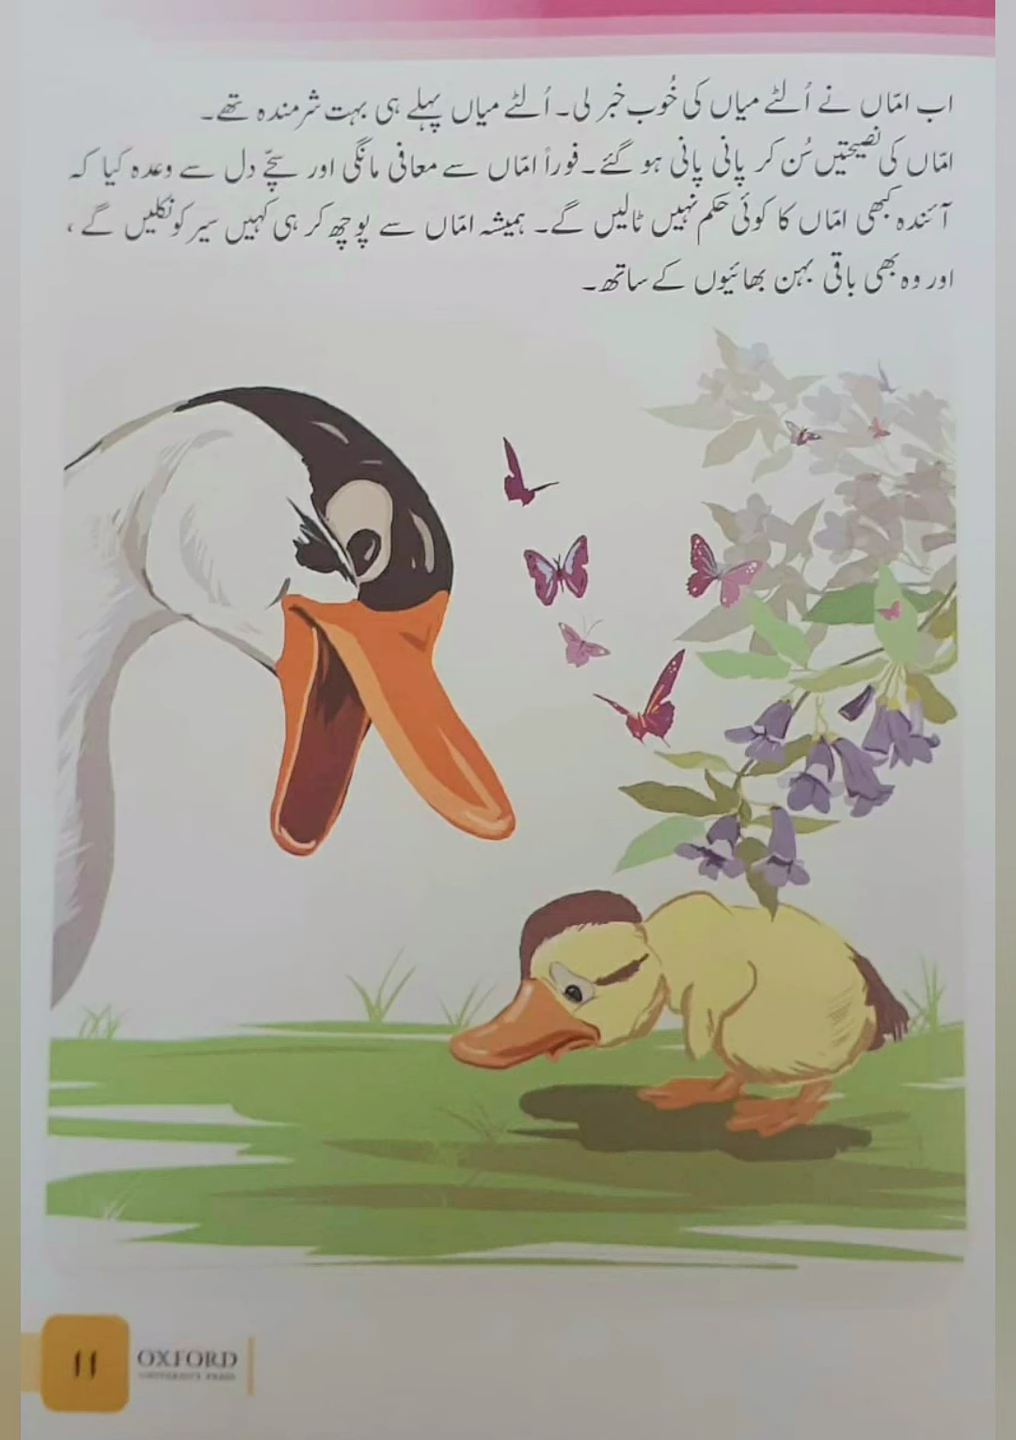 اب امّاں نے اُلٹے میاں کی خُوب خبر لی۔ اُلٹے میاں پہلے ہی بہت شرمندہ تھے۔
امّاں کی نصیحتیں سُن کر پانی پانی ہو گئے۔ فوراً امّاں سے معافی مانگی اور سچّے دل سے وعدہ کیا کہ
آئندہ کبھی امّاں کا کوئی حکم نہیں ٹالیں گے۔ ہمیشہ امّاں سے پوچھ کر ہی کہیں سیر کو نکلیں گے ،
اور وہ بھی باقی بہن بھائیوں کے ساتھ۔
۱۱
OXFORD
UNIVERSITY PRESS